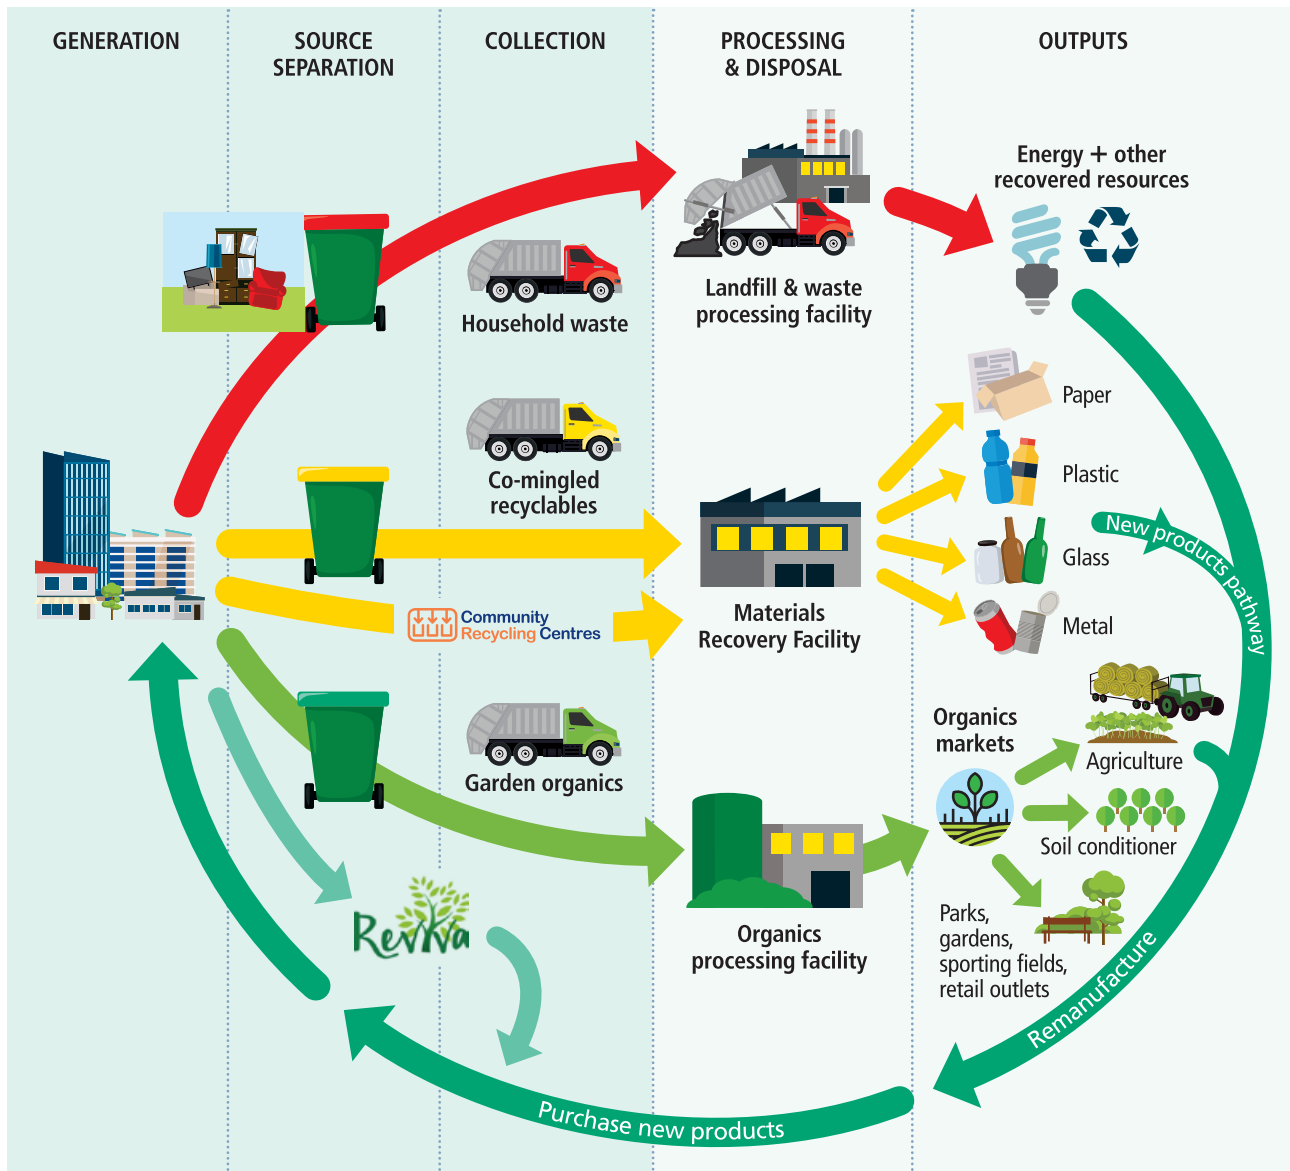 GENERATION
SOURCE
SEPARATION
COLLECTION
PROCESSING
& DISPOSAL
OUTPUTS
Energy + other
recovered resources
Landfill & waste
processing facility
Household waste
Co-mingled
recyclables
Paper
Plastic
Glass
Metal
New products pathway
Materials
Recovery Facility
Community
Recycling Centres
Garden organics
Organics
markets
Agriculture
Soil conditioner
Parks,
gardens,
sporting fields,
retail outlets
Organics
processing facility
Reviva
Remanufacture
Purchase new products